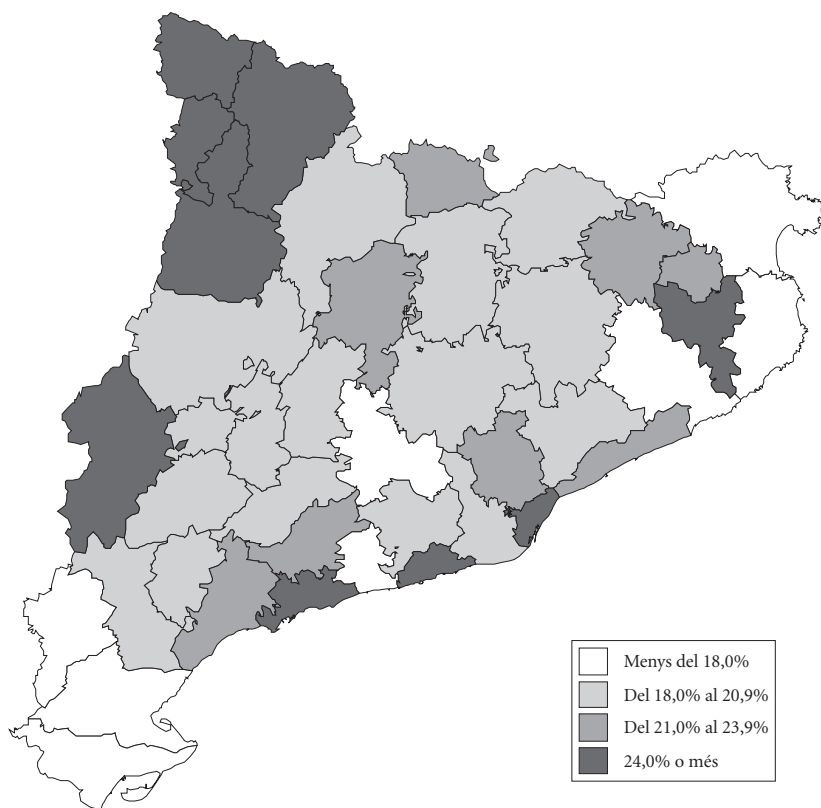 Menys del 18,0%
Del 18,0% al 20,9%
Del 21,0% al 23,9%
24,0% o més